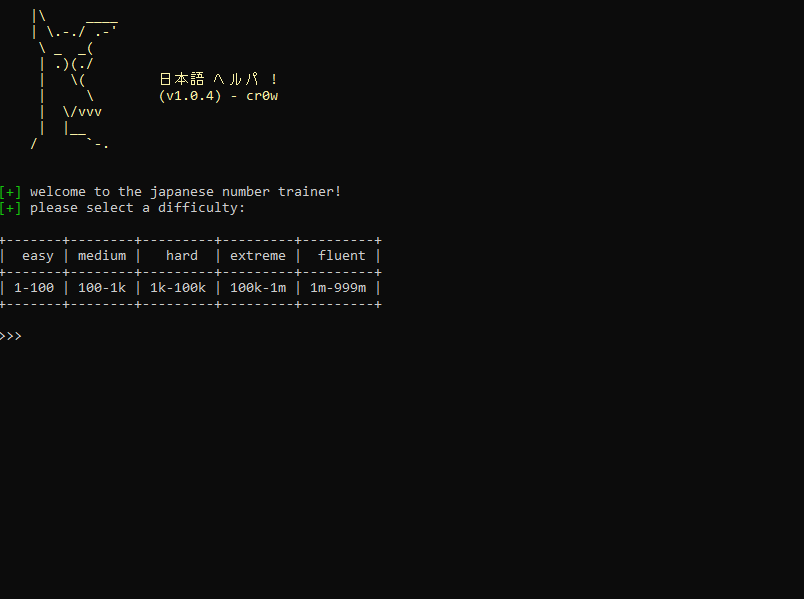 日本語 ヘルパ !
(v1.0.4) - cr0w
[+] welcome to the japanese number trainer!
[+] please select a difficulty:
| easy | medium | hard | extreme | fluent |
| 1-100 | 100-1k | 1k-100k | 100k-1m | 1m-999m |
>>>